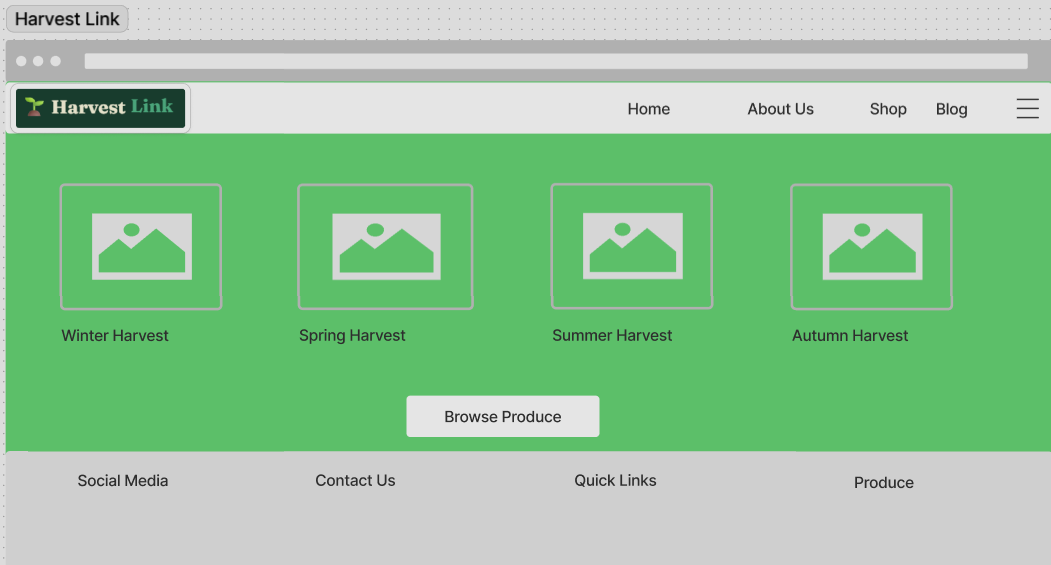 Harvest Link
Harvest Link
Home
About Us
Shop
Blog
Winter Harvest
Spring Harvest
Summer Harvest
Autumn Harvest
Browse Produce
Social Media
Contact Us
Quick Links
Produce